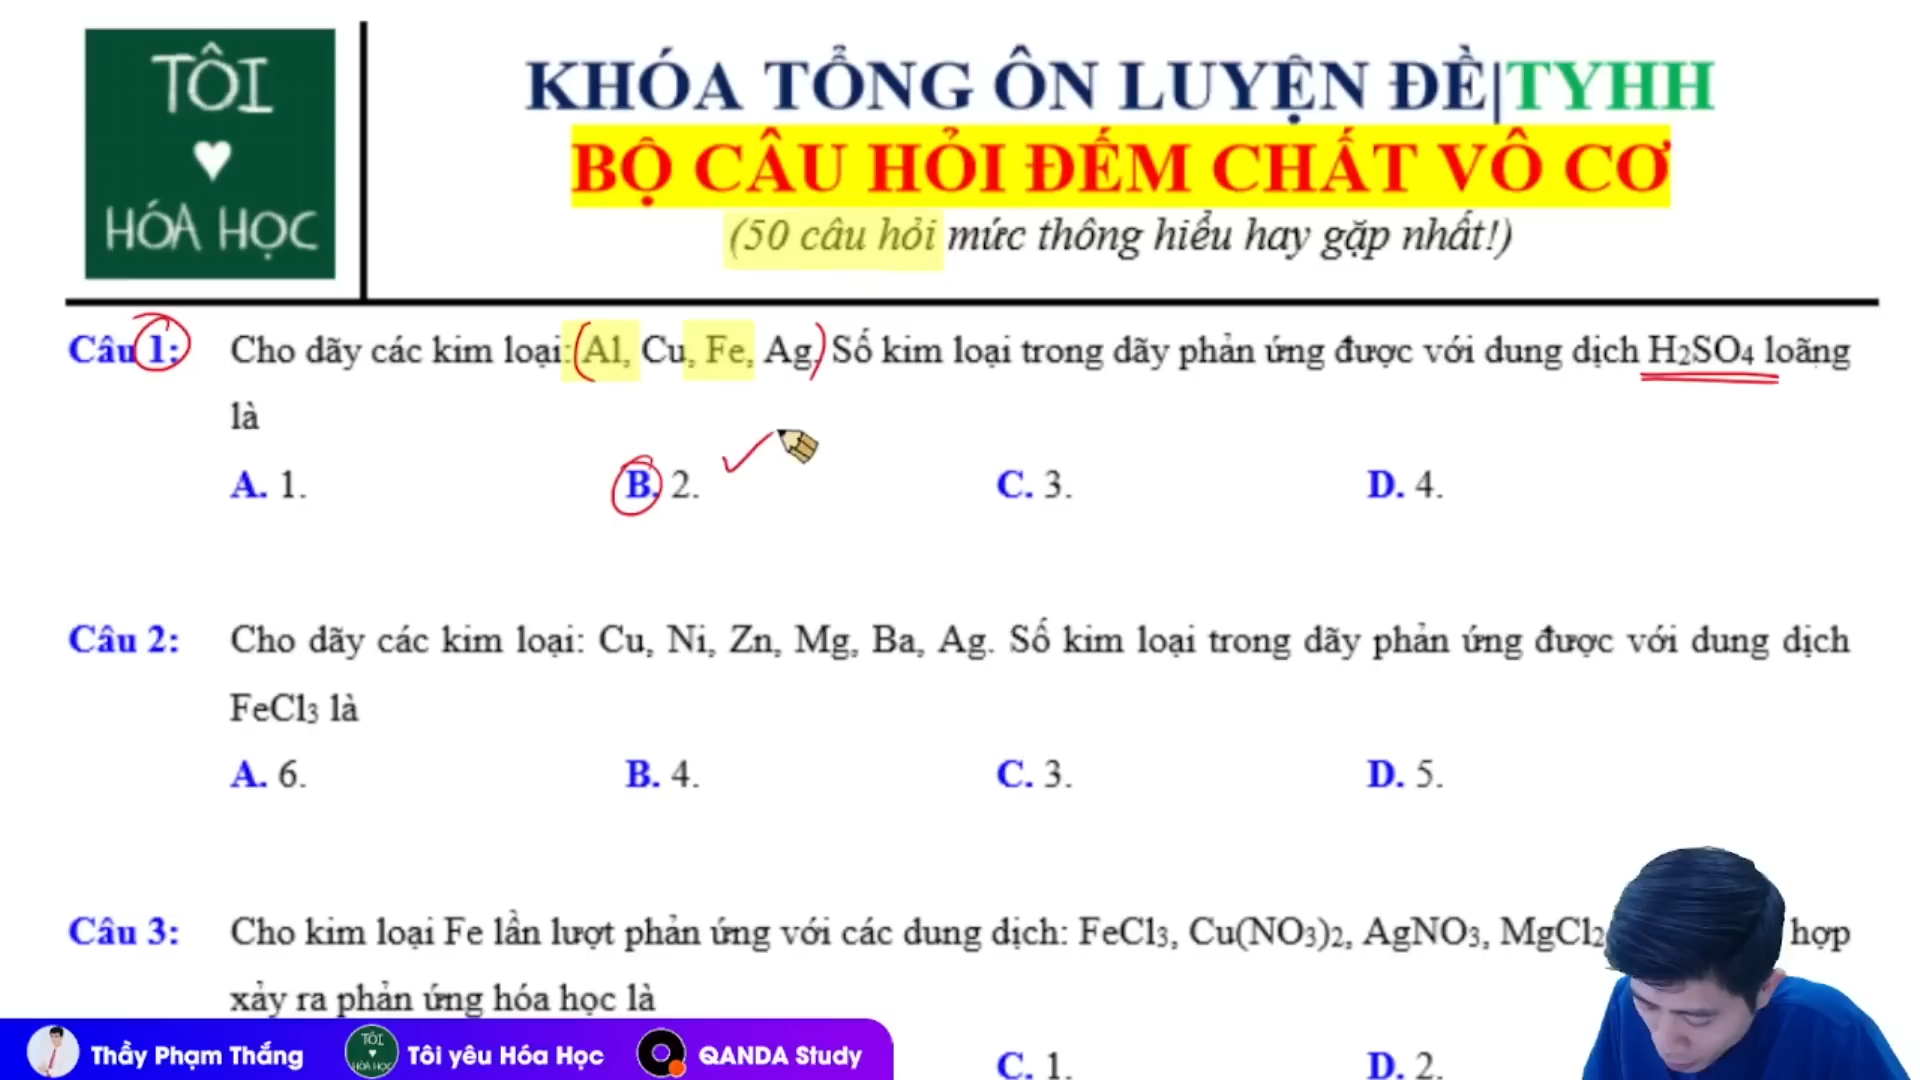 TÔI
♥
HÓA HỌC
KHÓA TỔNG ÔN LUYỆN ĐỀ|TYHH
BỘ CÂU HỎI ĐẾM CHẤT VÔ CƠ
(50 câu hỏi mức thông hiểu hay gặp nhất!)
Câu 1: Cho dãy các kim loại: Al, Cu, Fe, Ag. Số kim loại trong dãy phản ứng được với dung dịch H₂SO₄ loãng
là
A. 1. B. 2. C. 3. D. 4.
Câu 2: Cho dãy các kim loại: Cu, Ni, Zn, Mg, Ba, Ag. Số kim loại trong dãy phản ứng được với dung dịch
FeCl₃ là
A. 6. B. 4. C. 3. D. 5.
Câu 3: Cho kim loại Fe lần lượt phản ứng với các dung dịch: FeCl₃, Cu(NO₃)₂, AgNO₃, MgCl₂ hợp
xảy ra phản ứng hóa học là
C. 1. D. 2.
Thầy Phạm Thắng TÔI ♥ HÓA HỌC Tôi yêu Hóa Học QANDA Study